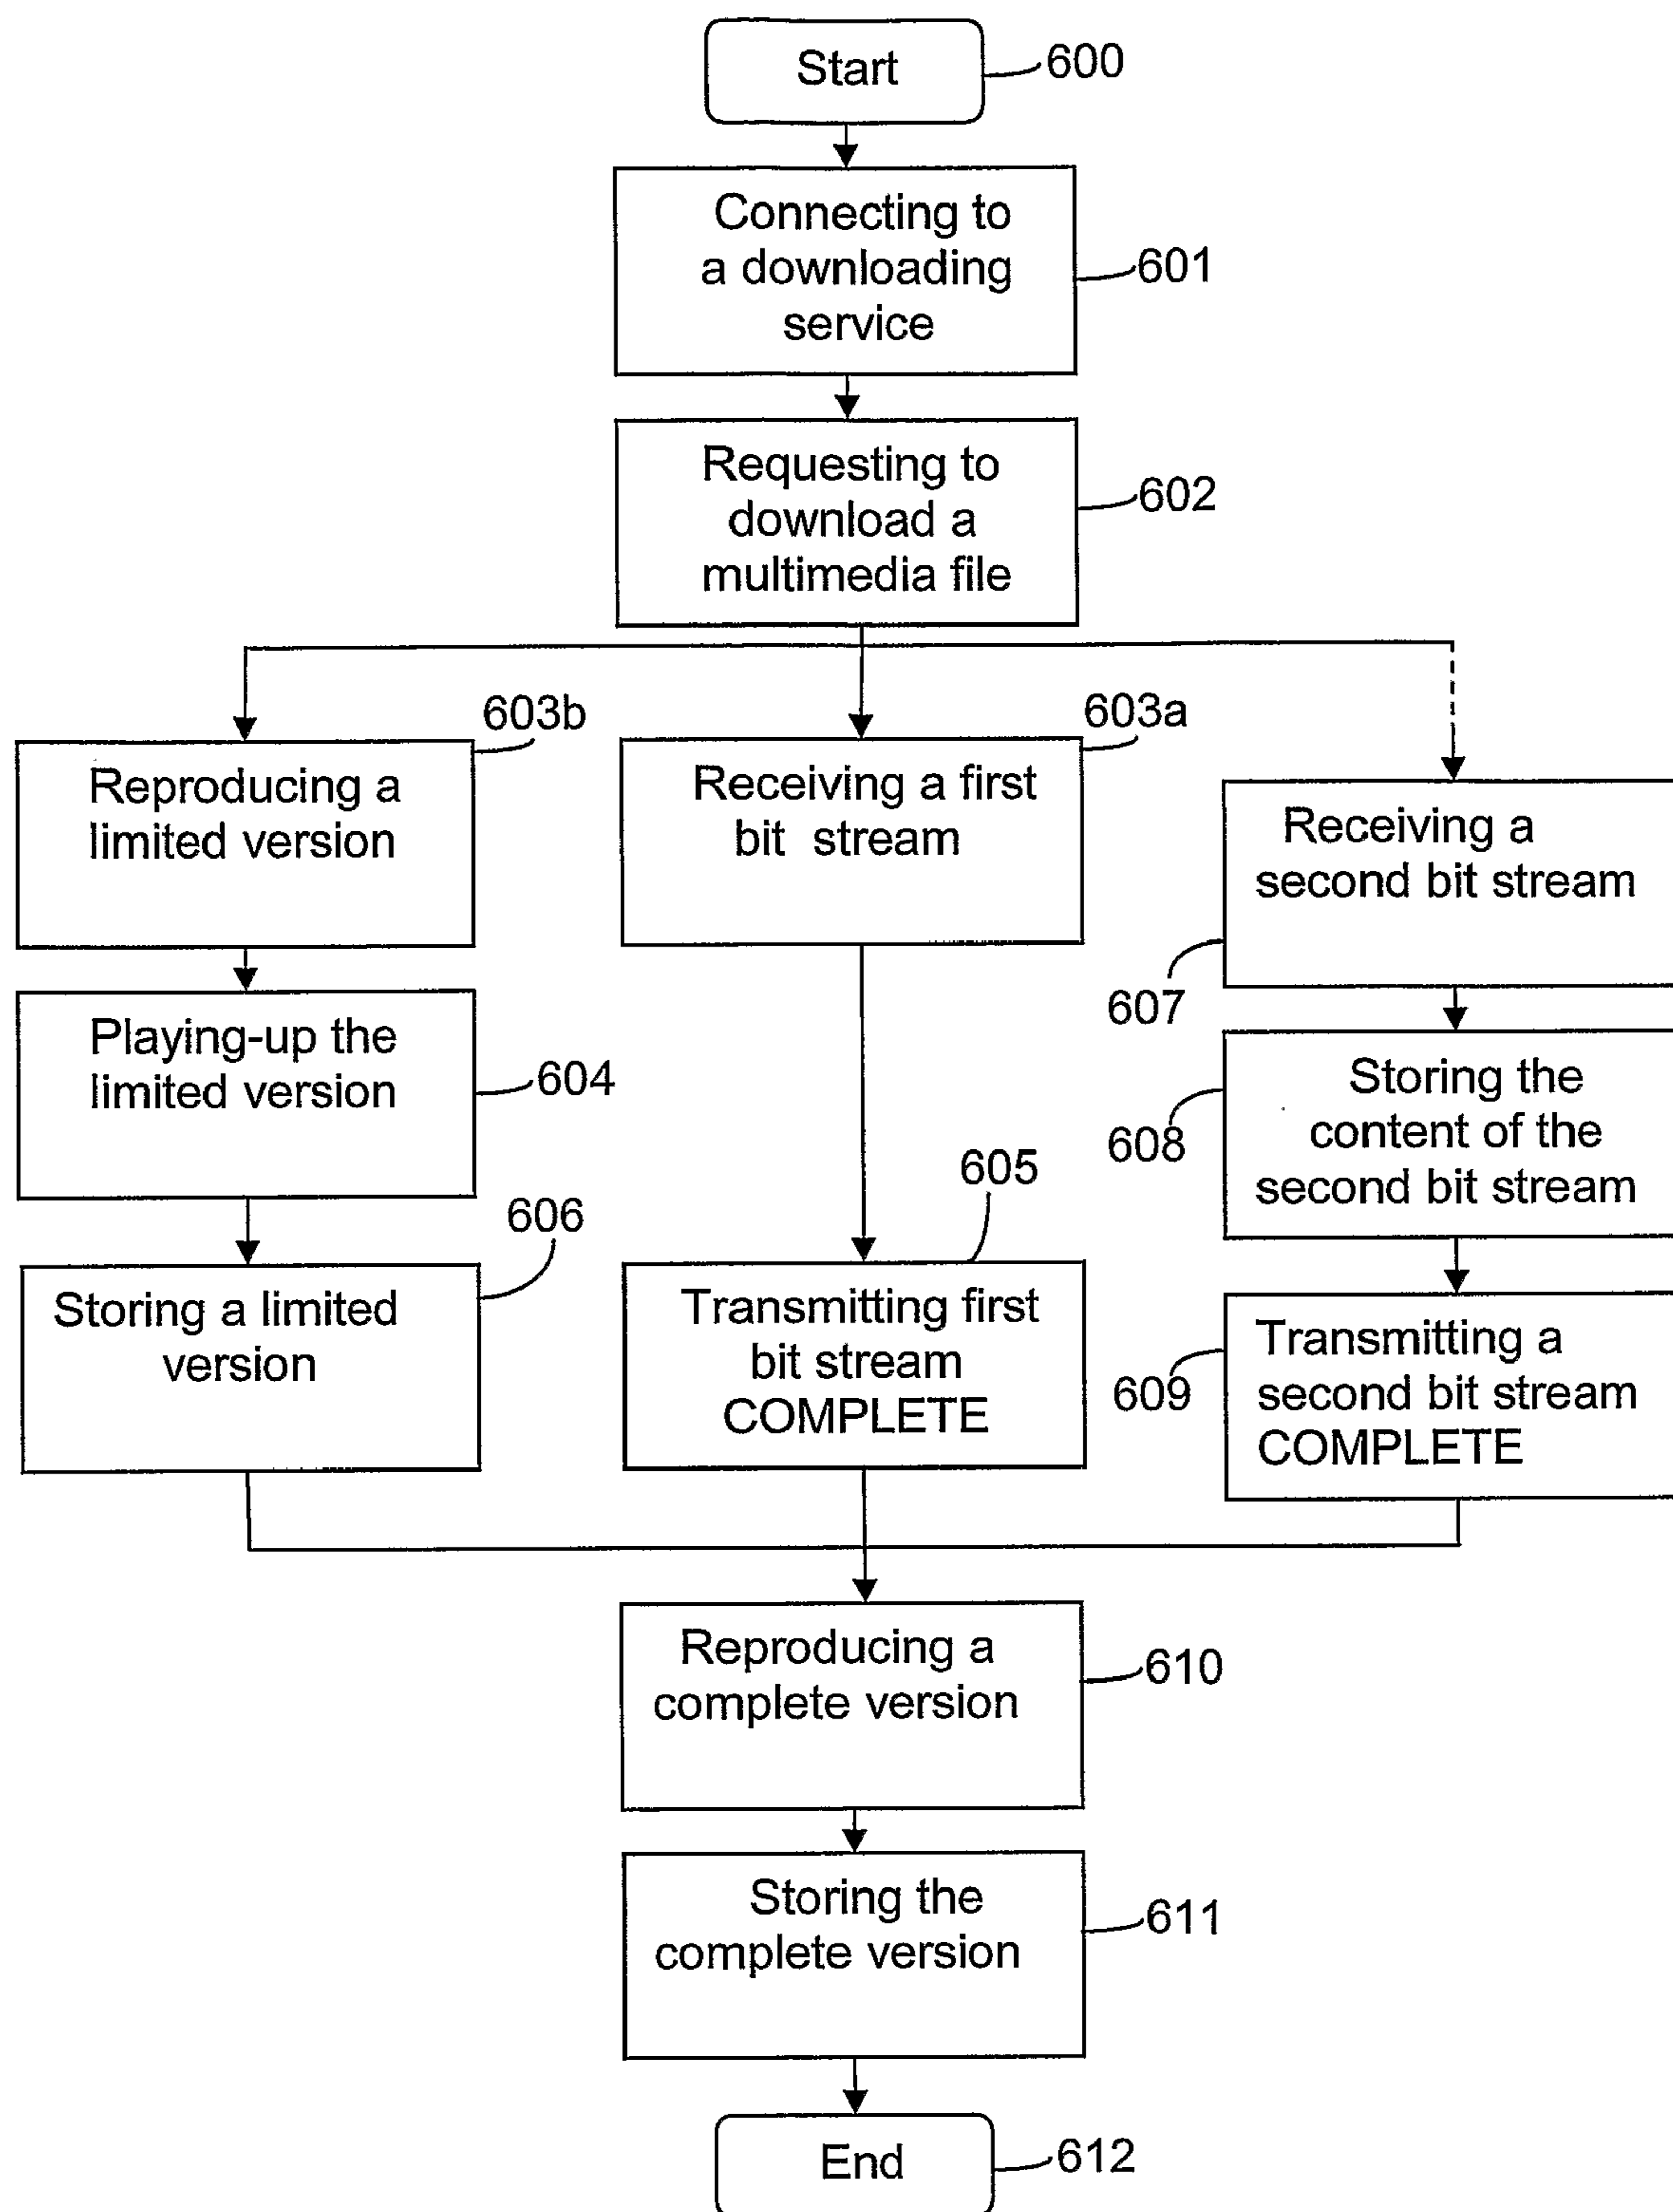 Start
600
Connecting to
a downloading
service
601
Requesting to
download a
multimedia file
602
603b
Reproducing a
limited version
603a
Receiving a first
bit stream
Receiving a
second bit stream
607
Playing-up the
limited version
604
Storing the
content of the
second bit stream
608
606
Storing a limited
version
605
Transmitting first
bit stream
COMPLETE
Transmitting a
second bit stream
COMPLETE
609
Reproducing a
complete version
610
Storing the
complete version
611
End
612